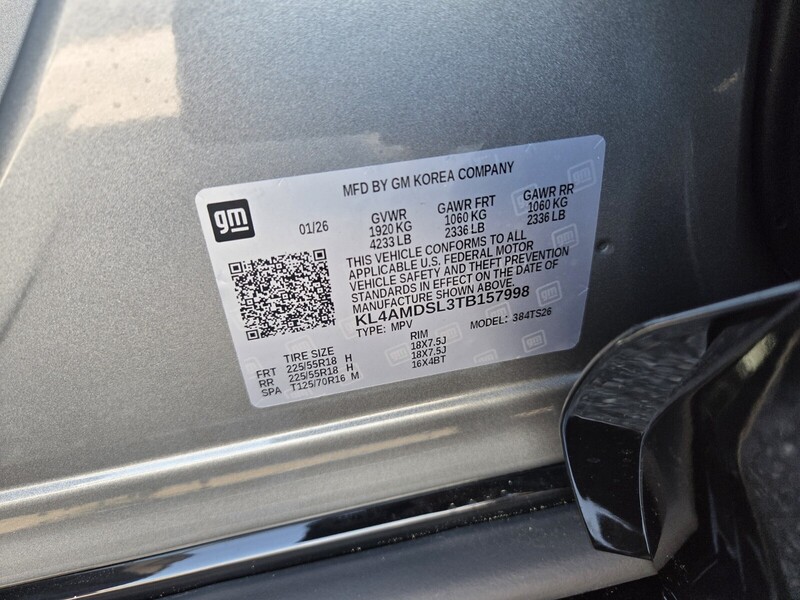 MFD BY GM KOREA COMPANY
gm
01/26
GVWR GAWR FRT GAWR RR
1920 KG 1060 KG 1060 KG
4233 LB 2336 LB 2336 LB
THIS VEHICLE CONFORMS TO ALL
APPLICABLE U.S. FEDERAL MOTOR
VEHICLE SAFETY AND THEFT PREVENTION
STANDARDS IN EFFECT ON THE DATE OF
MANUFACTURE SHOWN ABOVE.
KL4AMDSL3TB157998
TYPE: MPV MODEL: 384TS26
TIRE SIZE RIM
FRT 225/55R18 H 18X7.5J
RR 225/55R18 H 18X7.5J
SPA T125/70R16 M 16X4BT